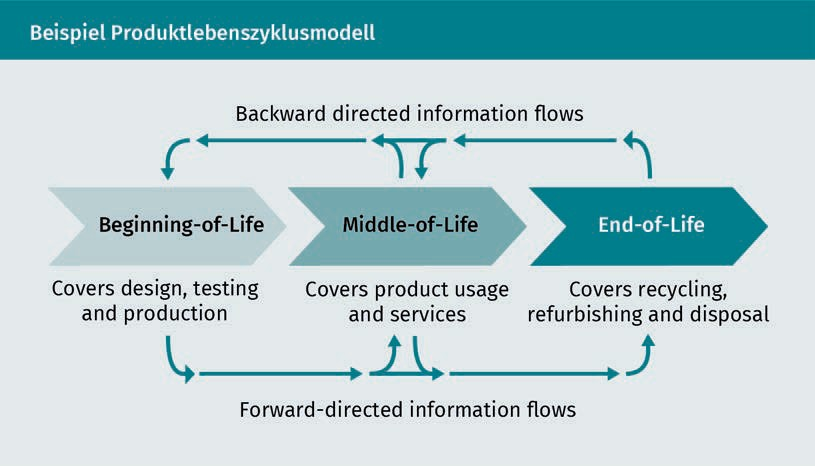 Beispiel Produktlebenszyklusmodell
Backward directed information flows
Beginning-of-Life
Middle-of-Life
End-of-Life
Covers design, testing
and production
Covers product usage
and services
Covers recycling,
refurbishing and disposal
Forward-directed information flows